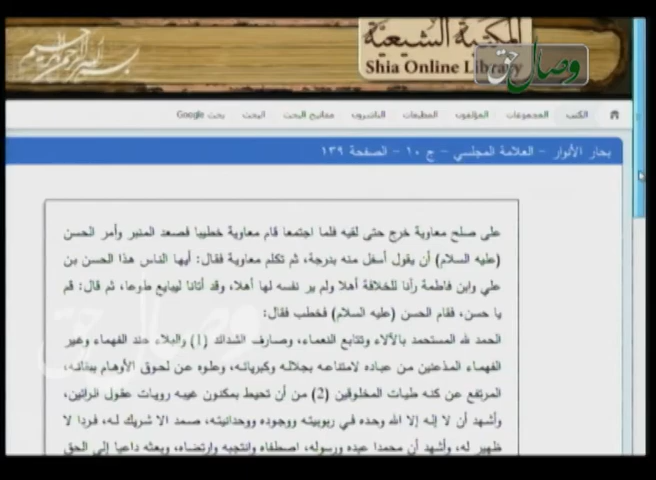 بسم الله الرحمن الرحيم
المكتبة الشيعية
Shia Online Library
وصال حق
الكتب المجموعات المؤلفون المطبعات الناشرون مفاتيح البحث البحث بحث Google
بحار الأنوار - العلامة المجلسي - ج ١٠ - الصفحة ١٣٩
على صلح معاوية خرج حتى لقيه فلما اجتمعا قام معاوية خطيبا فصعد المنبر وأمر الحسن
(عليه السلام) أن يقول أسفل منه بدرجة، ثم تكلم معاوية فقال: أيها الناس هذا الحسن بن
علي وابن فاطمة رأنا للخلافة أهلا ولم ير نفسه لها أهلا، وقد أتانا ليبايع طوعا، ثم قال: قم
يا حسن، فقام الحسن (عليه السلام) فخطب فقال:
الحمد لله المستحمد بالآلاء وتتابع النعماء، وصارف الشدائد (1) والبلاء عند الفهماء وغير
الفهماء المذعنين من عباده لامتناعه بجلاله وكبريائه، وعلوه عن لحوق الأوهام ببقائه،
المرتفع عن كنه طيات المخلوقين (2) من أن تحيط بمكنون غيبه رويات عقول الرائين،
وأشهد أن لا إله إلا الله وحده في ربوبيته ووجوده ووحدانيته، صمدا لا شريك له، فردا لا
ظهير له، وأشهد أن محمدا عبده ورسوله، اصطفاه وانتجبه وارتضاه، وبعثه داعيا إلى الحق
وصال حق